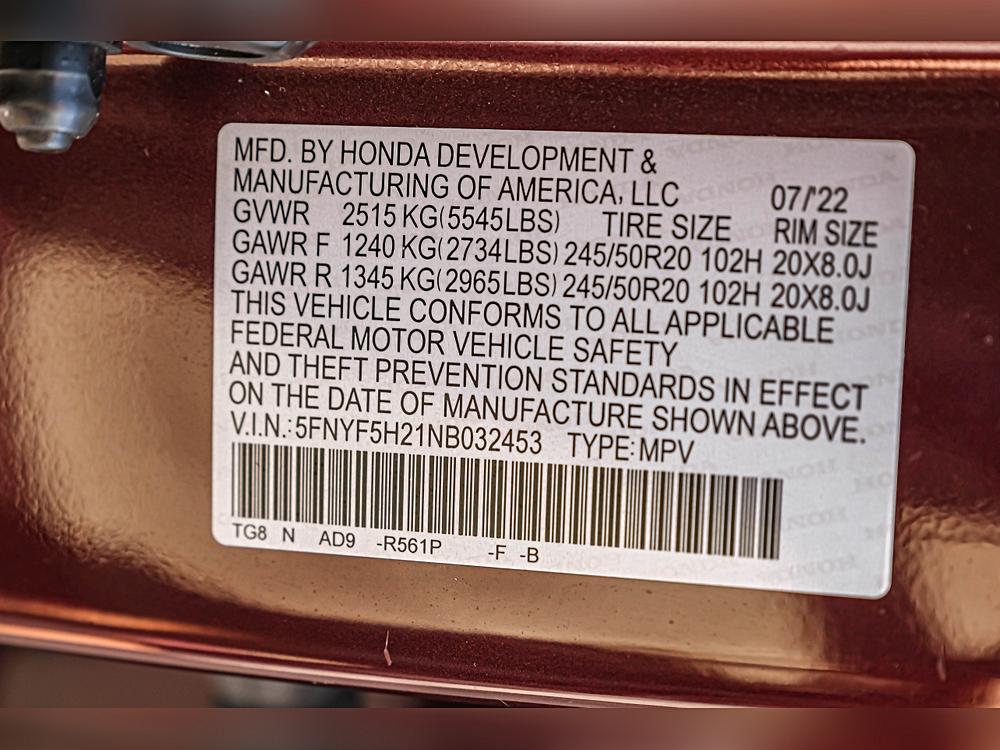 MFD. BY HONDA DEVELOPMENT &
MANUFACTURING OF AMERICA, LLC 07/'22
GVWR 2515 KG(5545LBS) TIRE SIZE RIM SIZE
GAWR F 1240 KG(2734LBS) 245/50R20 102H 20X8.0J
GAWR R 1345 KG(2965LBS) 245/50R20 102H 20X8.0J
THIS VEHICLE CONFORMS TO ALL APPLICABLE
FEDERAL MOTOR VEHICLE SAFETY
AND THEFT PREVENTION STANDARDS IN EFFECT
ON THE DATE OF MANUFACTURE SHOWN ABOVE.
V.I.N.:5FNYF5H21NB032453 TYPE:MPV
TG8 N AD9 -R561P -F -B